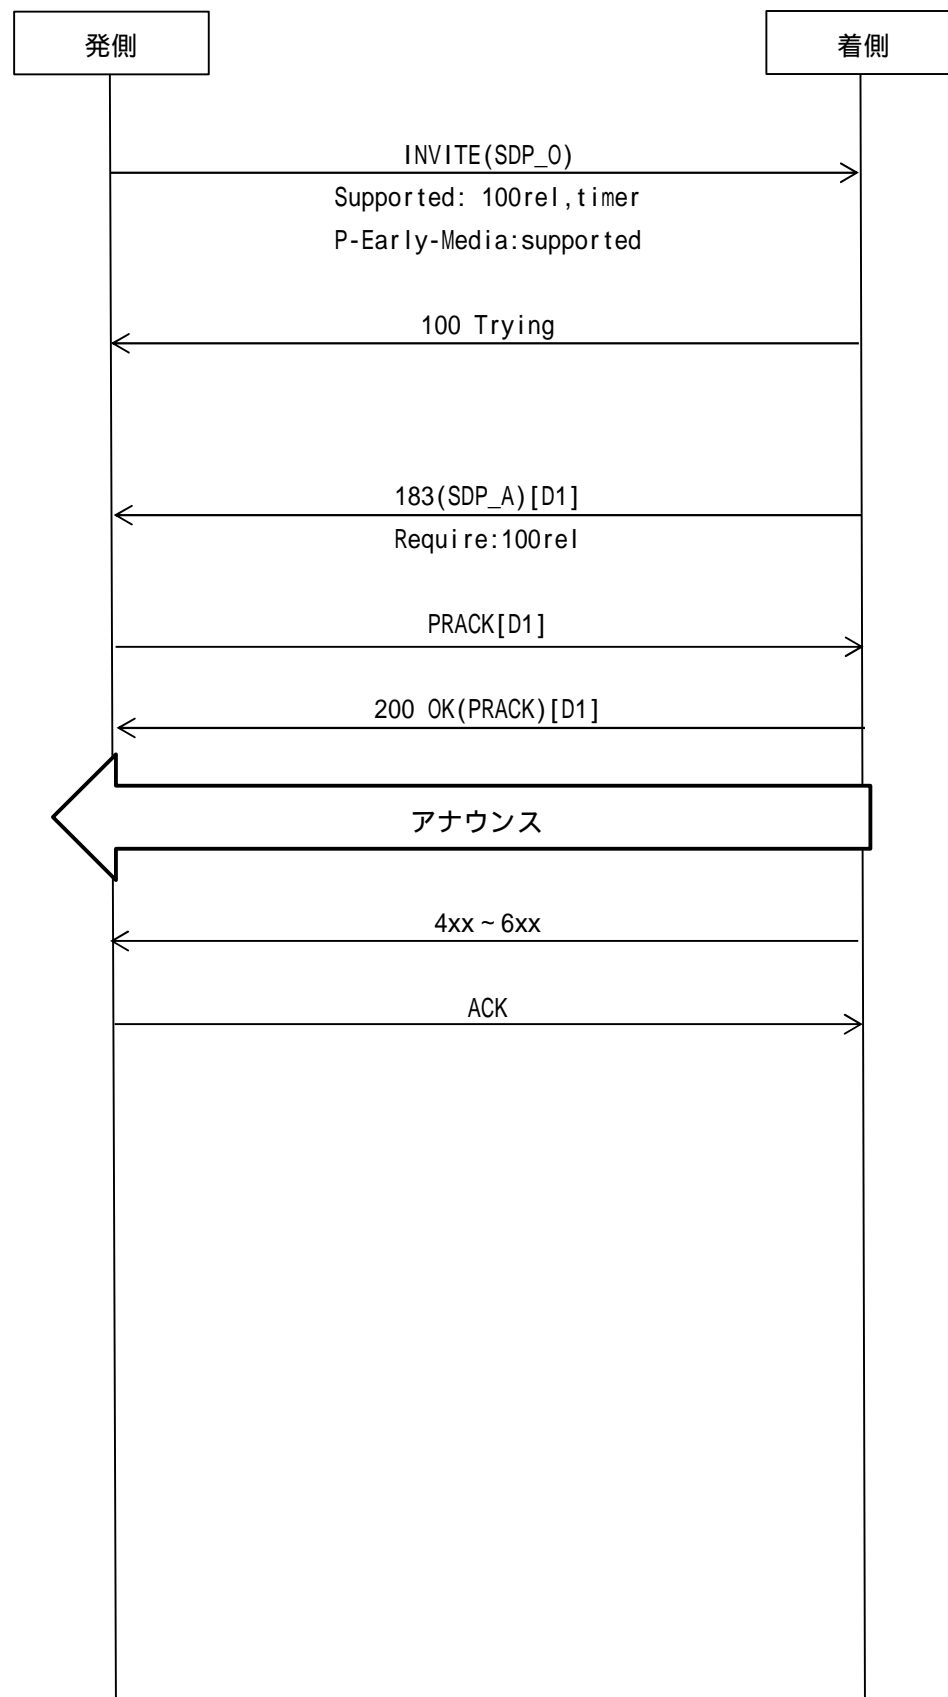 発側
着側
INVITE(SDP_O)
Supported: 100rel,timer
P-Early-Media:supported
100 Trying
183(SDP_A)[D1]
Require:100rel
PRACK[D1]
200 OK(PRACK)[D1]
アナウンス
4xx~6xx
ACK